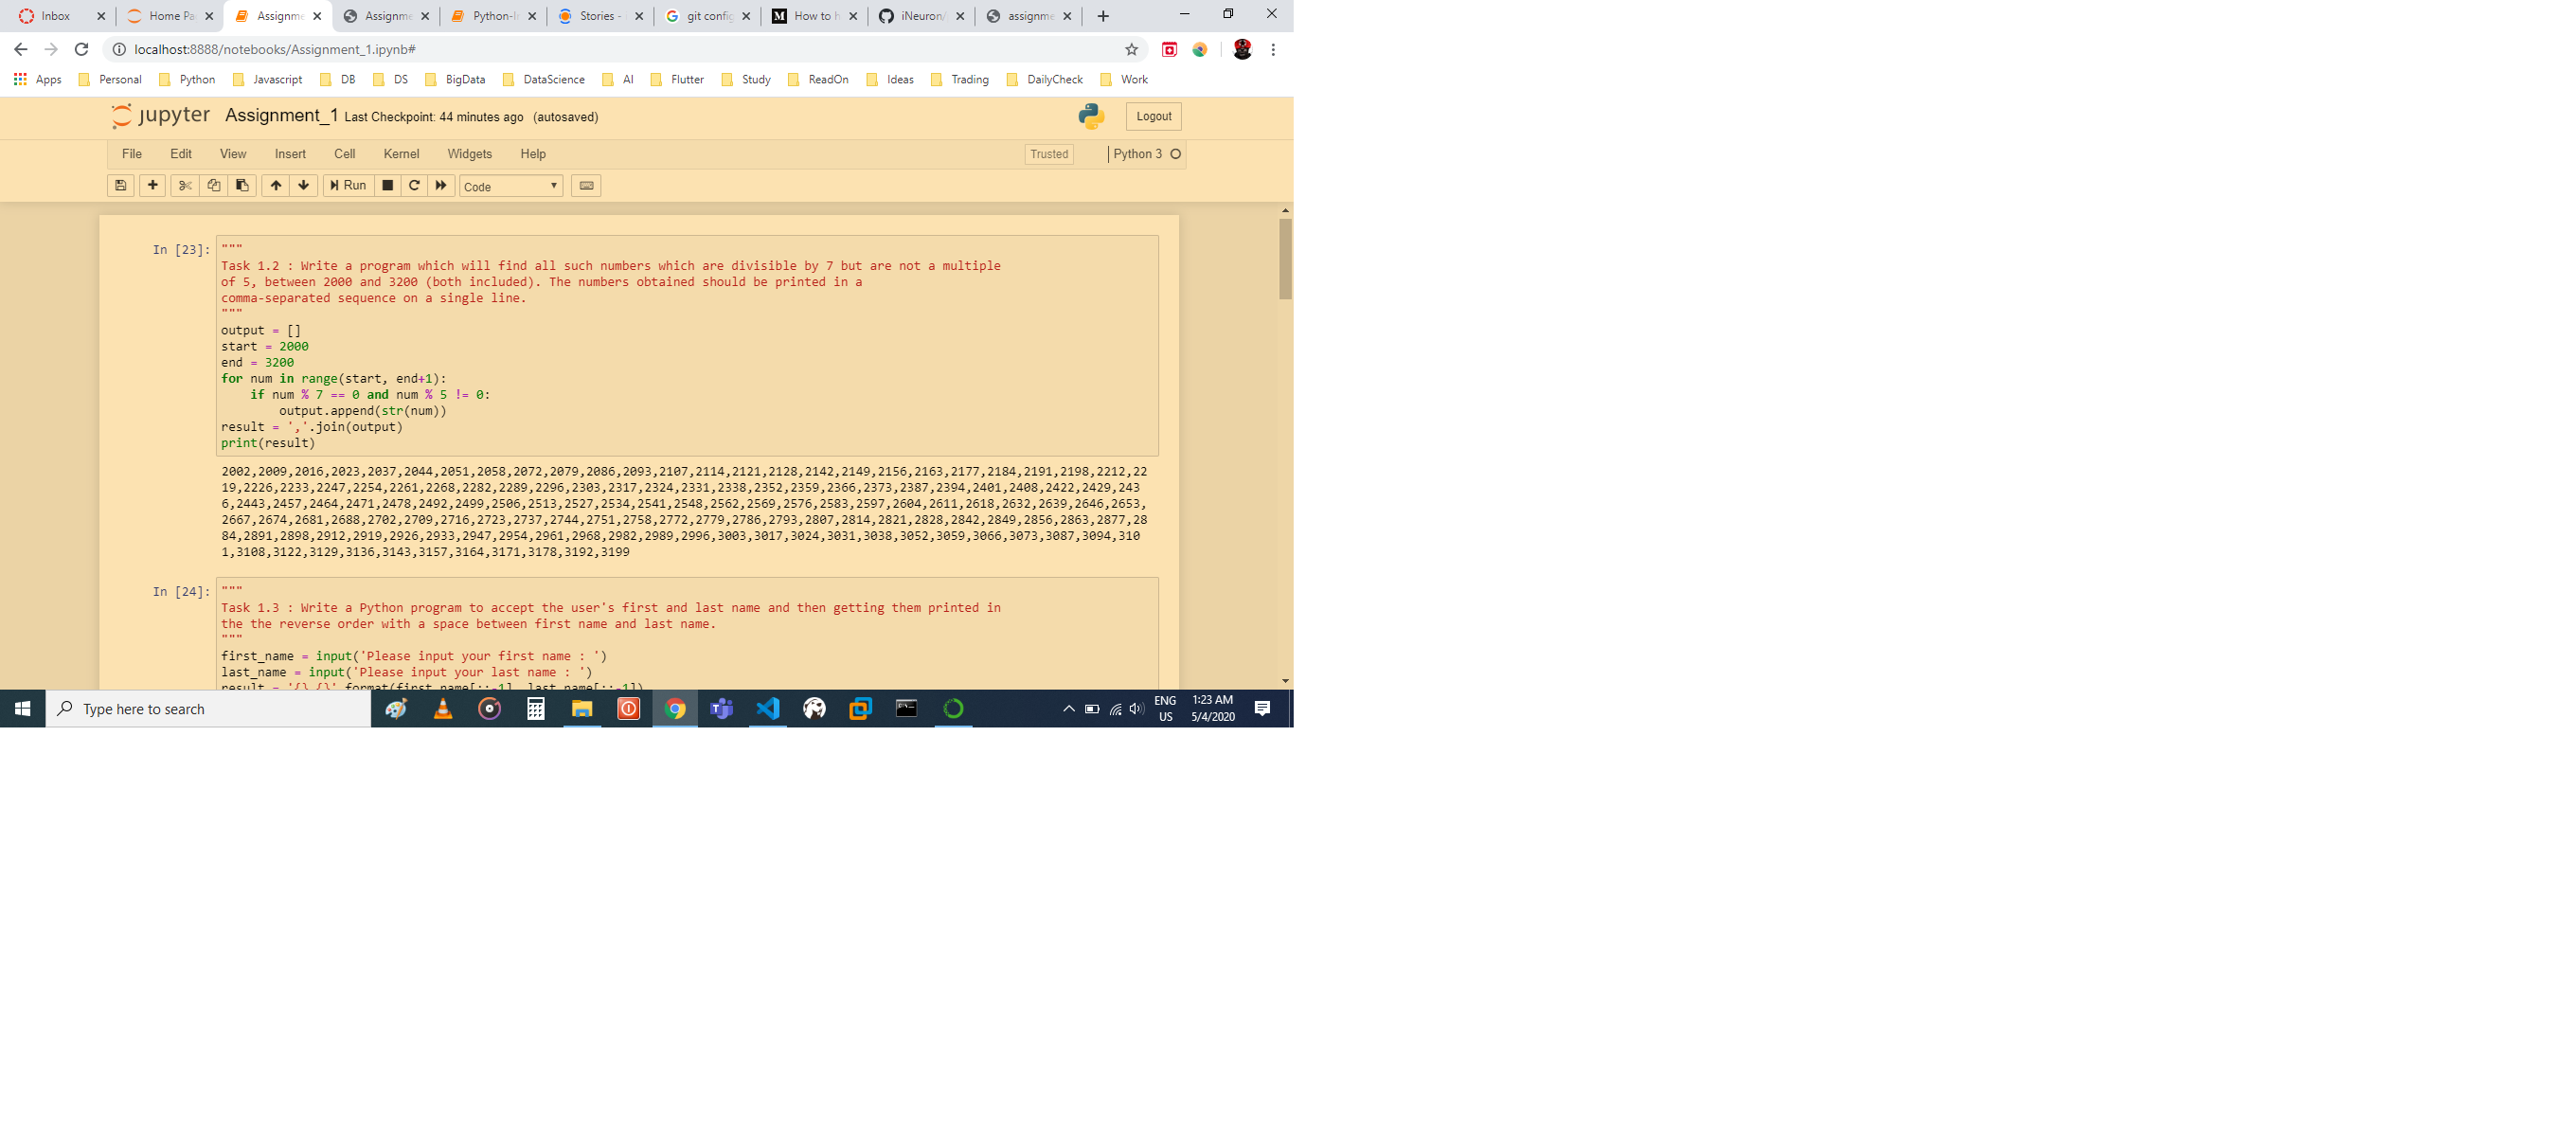 Inbox Home Pa Assignme Assignme Python-I Stories - git config How to h iNeuron/ assignme
localhost:8888/notebooks/Assignment_1.ipynb#
Apps Personal Python Javascript DB DS BigData DataScience AI Flutter Study ReadOn Ideas Trading DailyCheck Work
jupyter Assignment_1 Last Checkpoint: 44 minutes ago (autosaved) Logout
File Edit View Insert Cell Kernel Widgets Help Trusted Python 3
Run Code
In [23]: """
Task 1.2 : Write a program which will find all such numbers which are divisible by 7 but are not a multiple
of 5, between 2000 and 3200 (both included). The numbers obtained should be printed in a
comma-separated sequence on a single line.
"""
output = []
start = 2000
end = 3200
for num in range(start, end+1):
    if num % 7 == 0 and num % 5 != 0:
        output.append(str(num))
result = ','.join(output)
print(result)
2002,2009,2016,2023,2037,2044,2051,2058,2072,2079,2086,2093,2107,2114,2121,2128,2142,2149,2156,2163,2177,2184,2191,2198,2212,22
19,2226,2233,2247,2254,2261,2268,2282,2289,2296,2303,2317,2324,2331,2338,2352,2359,2366,2373,2387,2394,2401,2408,2422,2429,243
6,2443,2457,2464,2471,2478,2492,2499,2506,2513,2527,2534,2541,2548,2562,2569,2576,2583,2597,2604,2611,2618,2632,2639,2646,2653,
2667,2674,2681,2688,2702,2709,2716,2723,2737,2744,2751,2758,2772,2779,2786,2793,2807,2814,2821,2828,2842,2849,2856,2863,2877,28
84,2891,2898,2912,2919,2926,2933,2947,2954,2961,2968,2982,2989,2996,3003,3017,3024,3031,3038,3052,3059,3066,3073,3087,3094,310
1,3108,3122,3129,3136,3143,3157,3164,3171,3178,3192,3199
In [24]: """
Task 1.3 : Write a Python program to accept the user's first and last name and then getting them printed in
the the reverse order with a space between first name and last name.
"""
first_name = input('Please input your first name : ')
last_name = input('Please input your last name : ')
result = '{} {}'.format(first_name[::-1], last_name[::-1])
Type here to search ENG 1:23 AM
US 5/4/2020